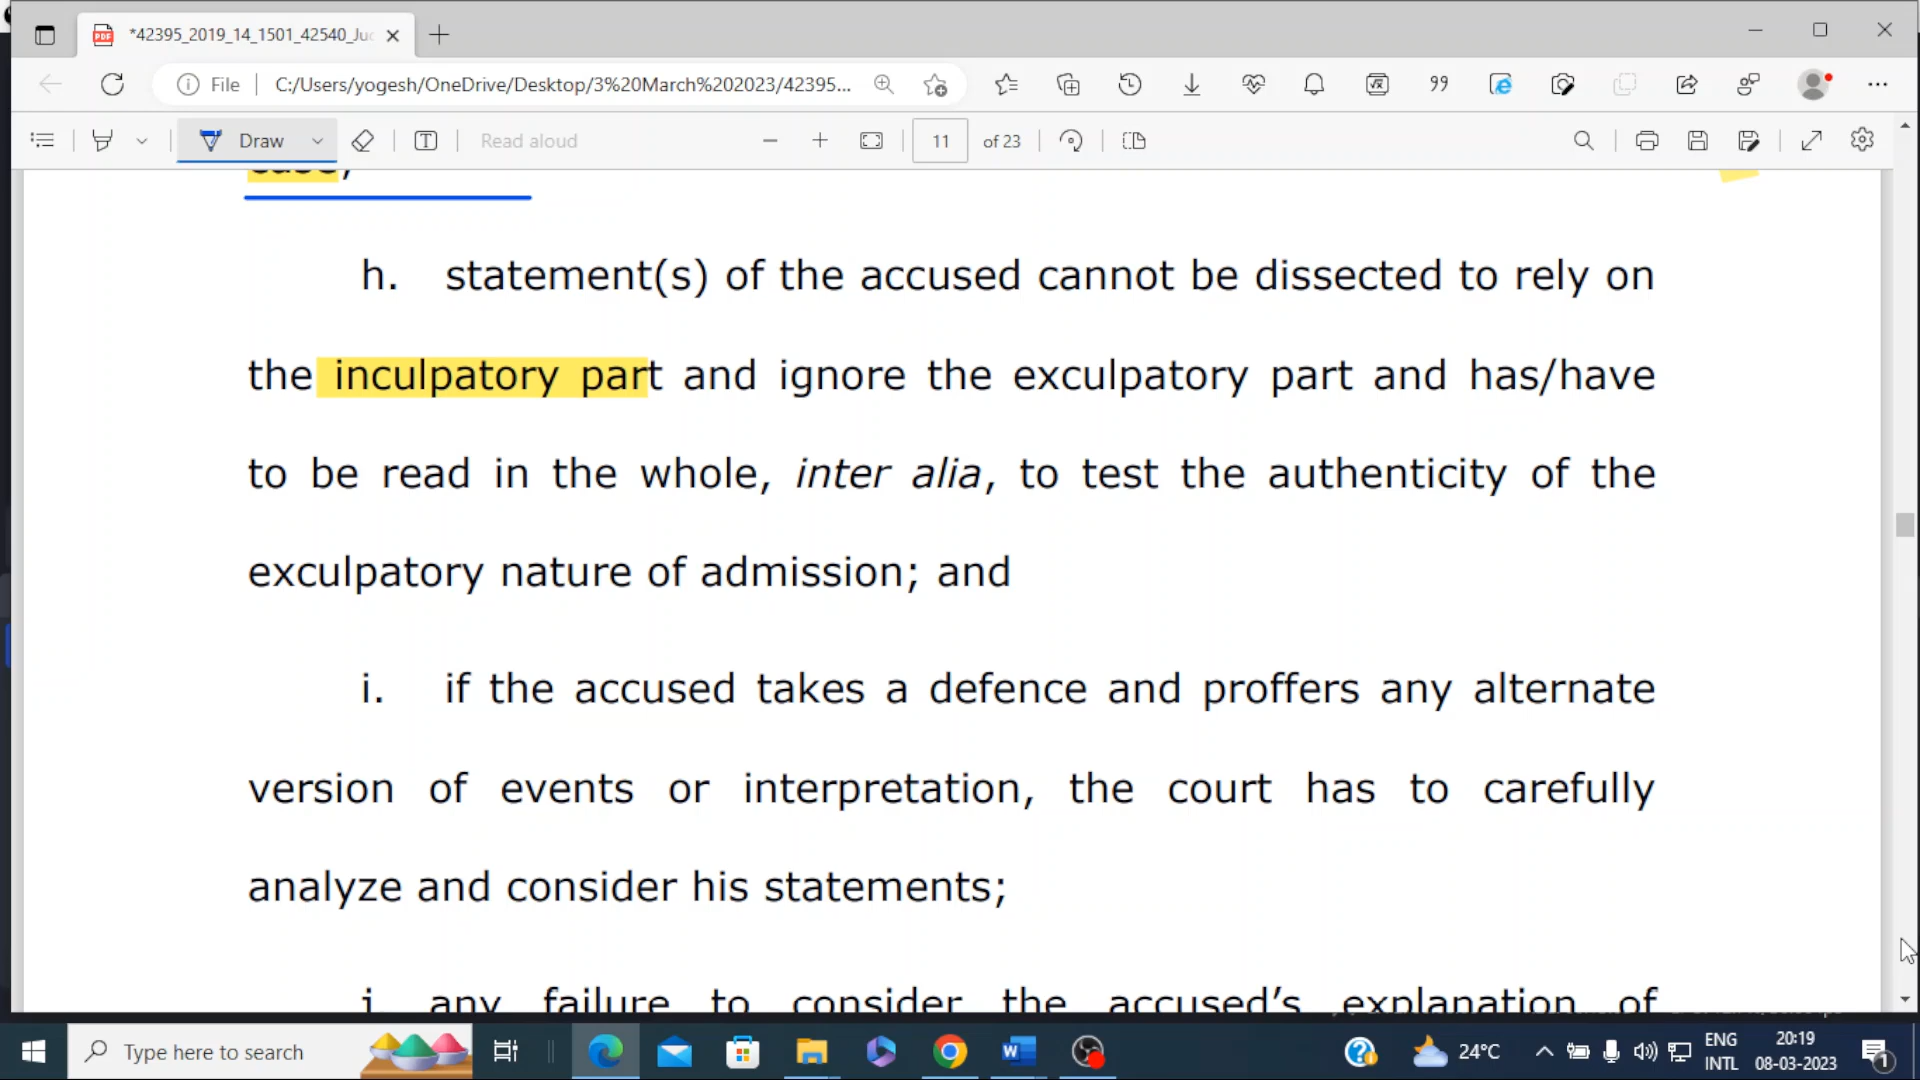 *42395_2019_14_1501_42540_Ju
File
C:/Users/yogesh/OneDrive/Desktop/3%20March%202023/42395...
Draw
Read aloud
11 of 23
case,
h. statement(s) of the accused cannot be dissected to rely on
the inculpatory part and ignore the exculpatory part and has/have
to be read in the whole, inter alia, to test the authenticity of the
exculpatory nature of admission; and
i. if the accused takes a defence and proffers any alternate
version of events or interpretation, the court has to carefully
analyze and consider his statements;
j any failure to consider the accused's explanation of
Type here to search
24°C
ENG
INTL
20:19
08-03-2023
1